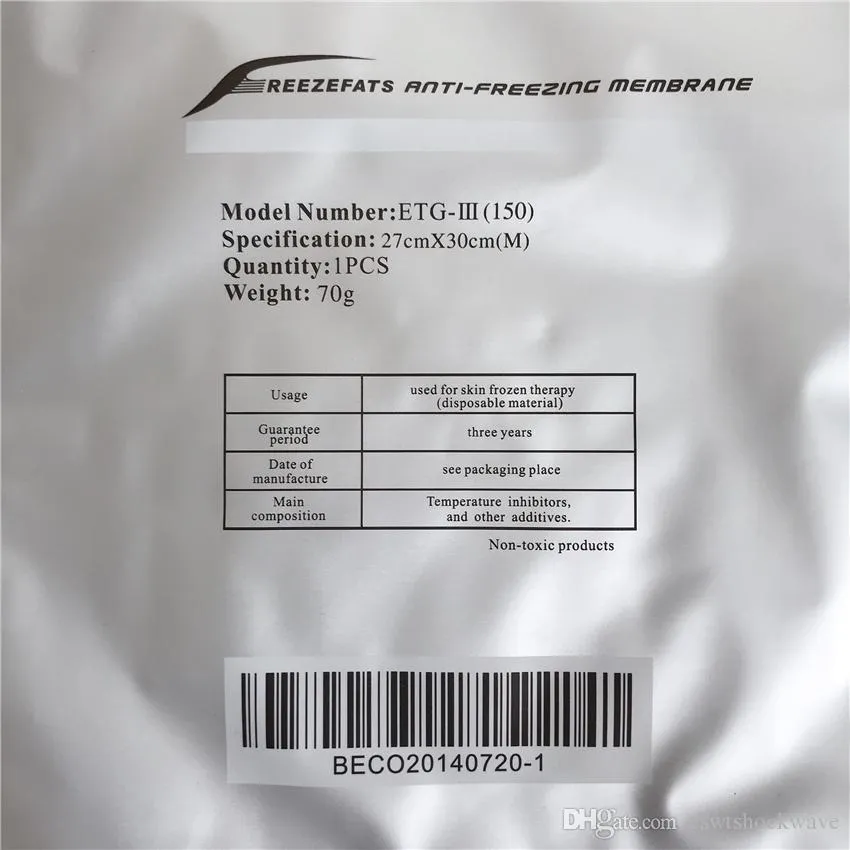 FREEZEFATS ANTI-FREEZING MEMBRANE
Model Number:ETG-III(150)
Specification: 27cmX30cm(M)
Quantity:1PCS
Weight: 70g
Usage
used for skin frozen therapy
(disposable material)
Guarantee
period
three years
Date of
manufacture
see packaging place
Main
composition
Temperature inhibitors,
and other additives.
Non-toxic products
BECO20140720-1
DHgate.com